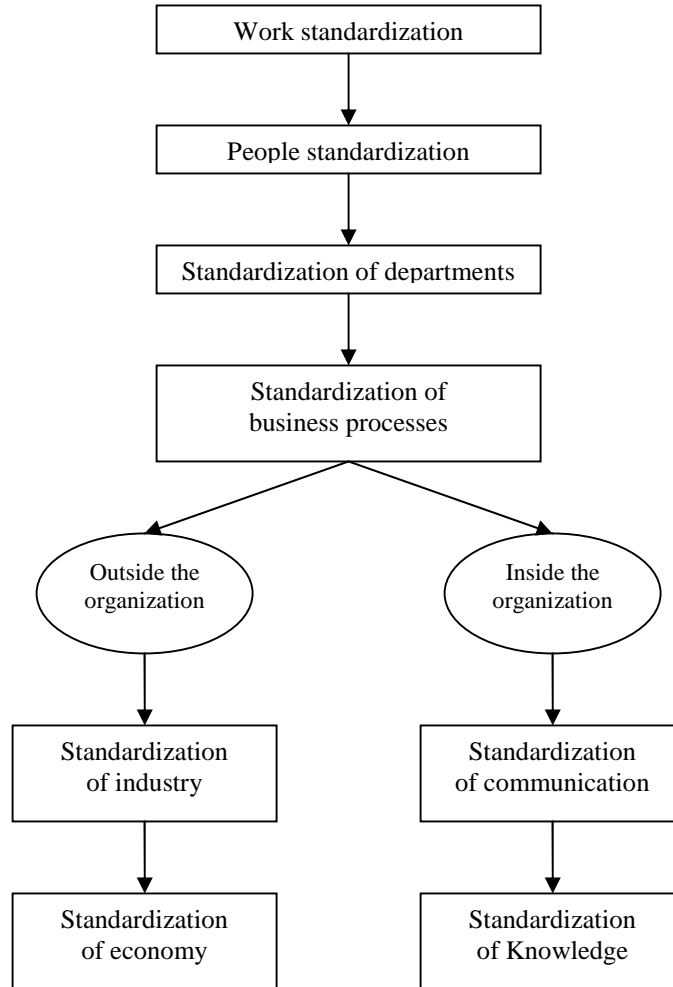 Work standardization
People standardization
Standardization of departments
Standardization of
business processes
Outside the
organization
Inside the
organization
Standardization
of industry
Standardization
of communication
Standardization
of economy
Standardization
of Knowledge